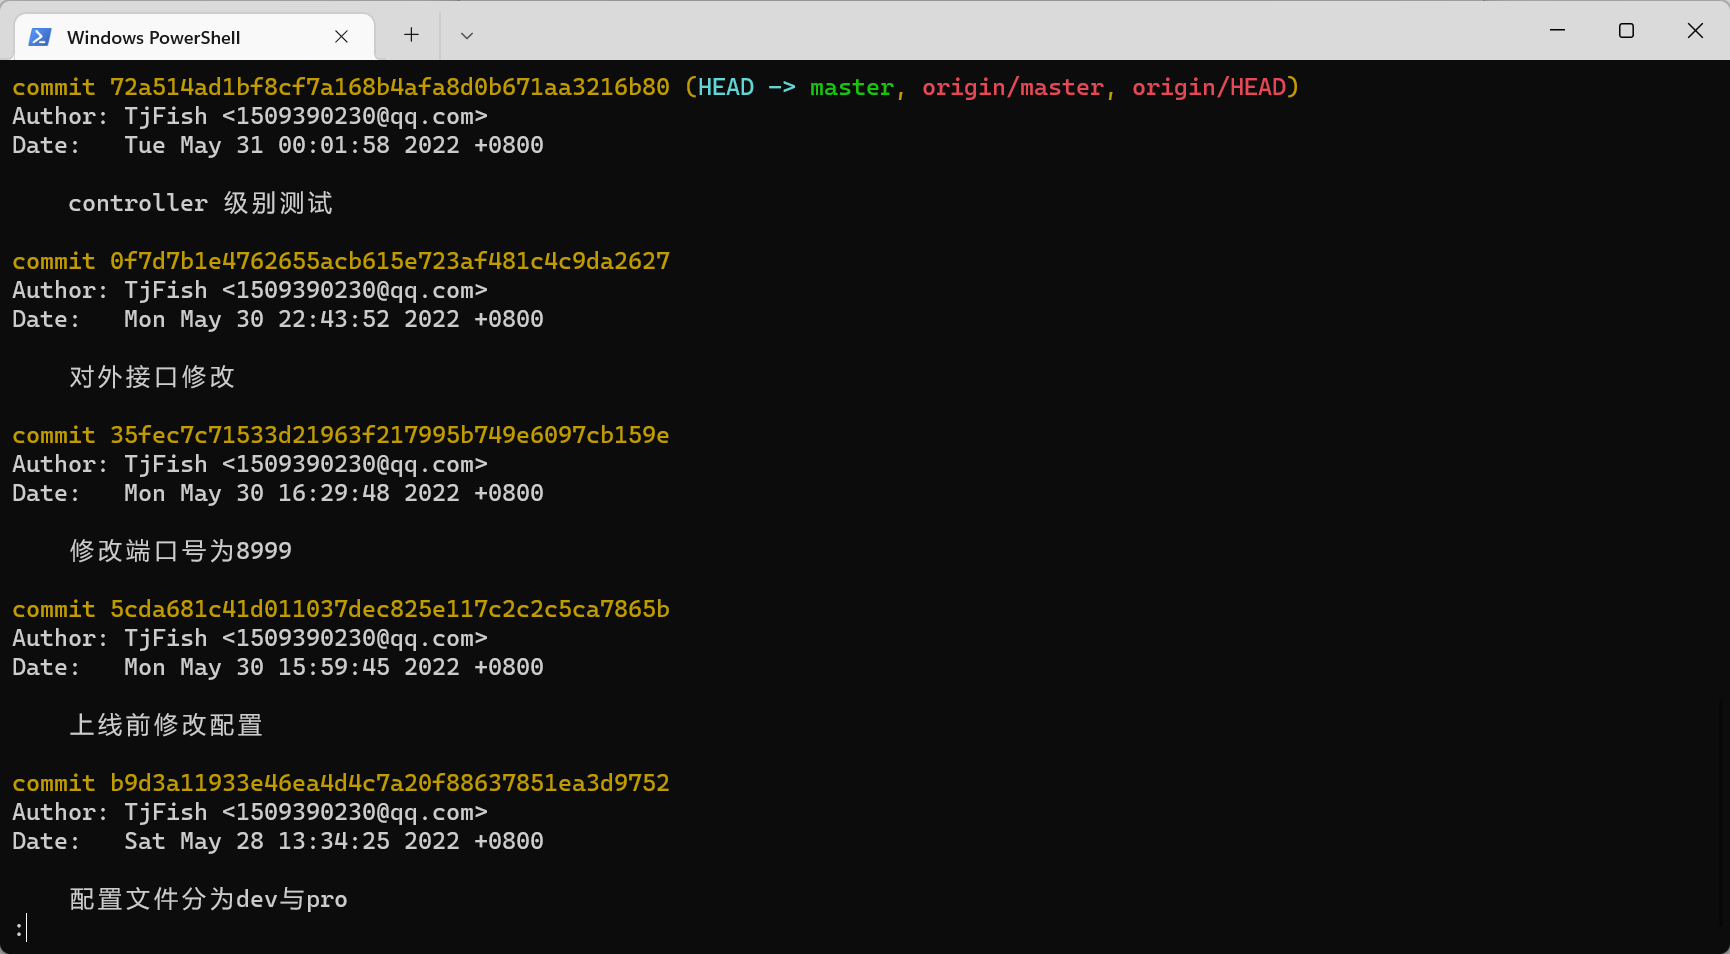 Windows PowerShell
commit 72a514ad1bf8cf7a168b4afa8d0b671aa3216b80 (HEAD -> master, origin/master, origin/HEAD)
Author: TjFish <1509390230@qq.com>
Date:   Tue May 31 00:01:58 2022 +0800
controller 级别测试
commit 0f7d7b1e4762655acb615e723af481c4c9da2627
Author: TjFish <1509390230@qq.com>
Date:   Mon May 30 22:43:52 2022 +0800
对外接口修改
commit 35fec7c71533d21963f217995b749e6097cb159e
Author: TjFish <1509390230@qq.com>
Date:   Mon May 30 16:29:48 2022 +0800
修改端口号为8999
commit 5cda681c41d011037dec825e117c2c2c5ca7865b
Author: TjFish <1509390230@qq.com>
Date:   Mon May 30 15:59:45 2022 +0800
上线前修改配置
commit b9d3a11933e46ea4d4c7a20f88637851ea3d9752
Author: TjFish <1509390230@qq.com>
Date:   Sat May 28 13:34:25 2022 +0800
配置文件分为dev与pro
: